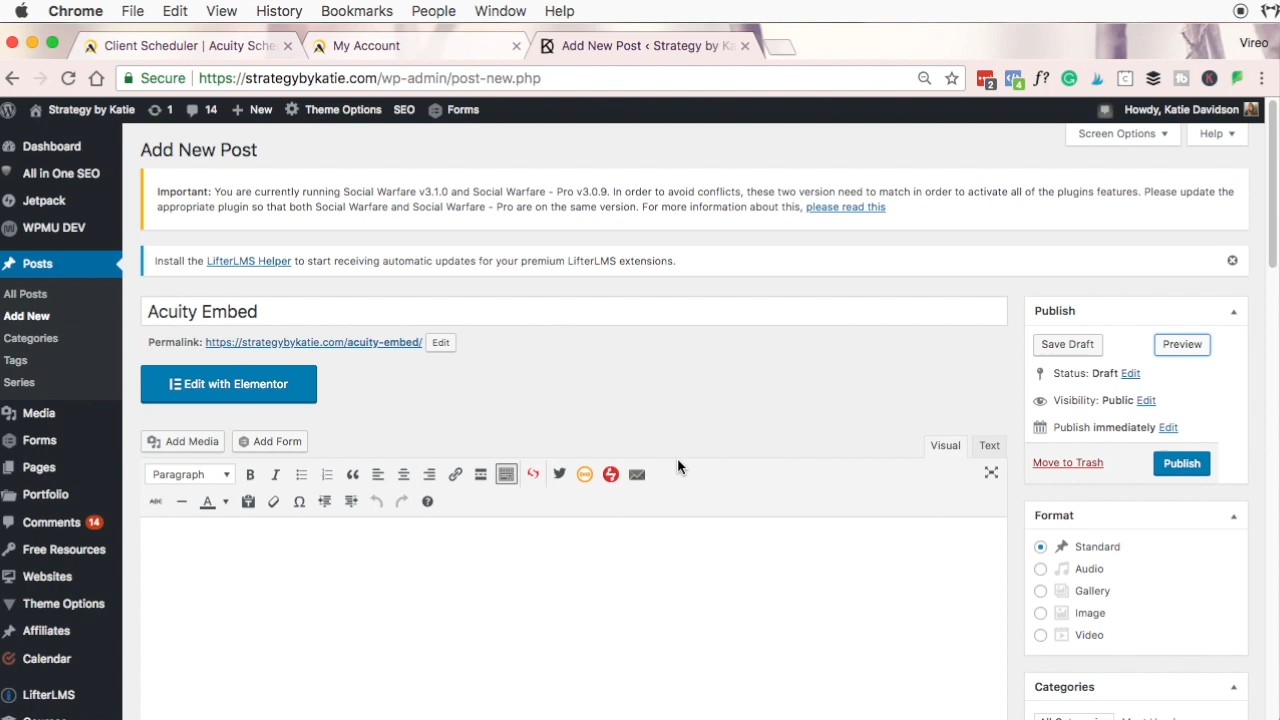 Chrome File Edit View History Bookmarks People Window Help
Client Scheduler | Acuity Sche
My Account
Add New Post ‹ Strategy by Ka
Vireo
Secure https://strategybykatie.com/wp-admin/post-new.php
2
4
f?
Strategy by Katie 1 14 New Theme Options SEO Forms
Howdy, Katie Davidson
Dashboard
All in One SEO
Jetpack
WPMU DEV
Posts
All Posts
Add New
Categories
Tags
Series
Media
Forms
Pages
Portfolio
Comments 14
Free Resources
Websites
Theme Options
Affiliates
Calendar
LifterLMS
Screen Options
Help
Add New Post
Important: You are currently running Social Warfare v3.1.0 and Social Warfare - Pro v3.0.9. In order to avoid conflicts, these two version need to match in order to activate all of the plugins features. Please update the
appropriate plugin so that both Social Warfare and Social Warfare - Pro are on the same version. For more information about this, please read this
Install the LifterLMS Helper to start receiving automatic updates for your premium LifterLMS extensions.
Acuity Embed
Permalink: https://strategybykatie.com/acuity-embed/ Edit
Edit with Elementor
Add Media
Add Form
Visual
Text
Paragraph
B I
ABC
A
Publish
Save Draft
Preview
Status: Draft Edit
Visibility: Public Edit
Publish immediately Edit
Move to Trash
Publish
Format
Standard
Audio
Gallery
Image
Video
Categories